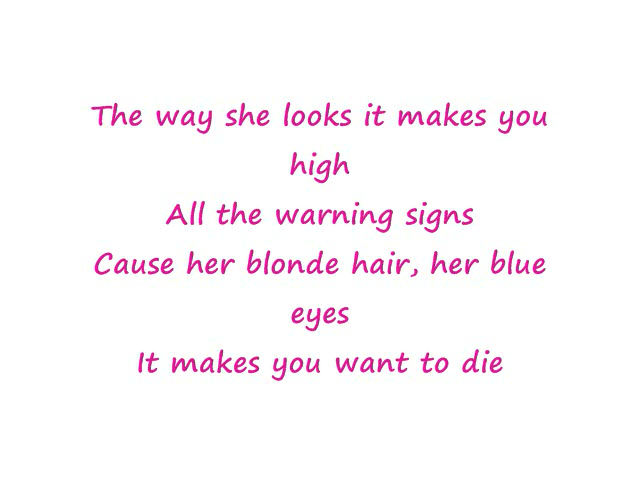 The way she looks it makes you
high
All the warning signs
Cause her blonde hair, her blue
eyes
It makes you want to die